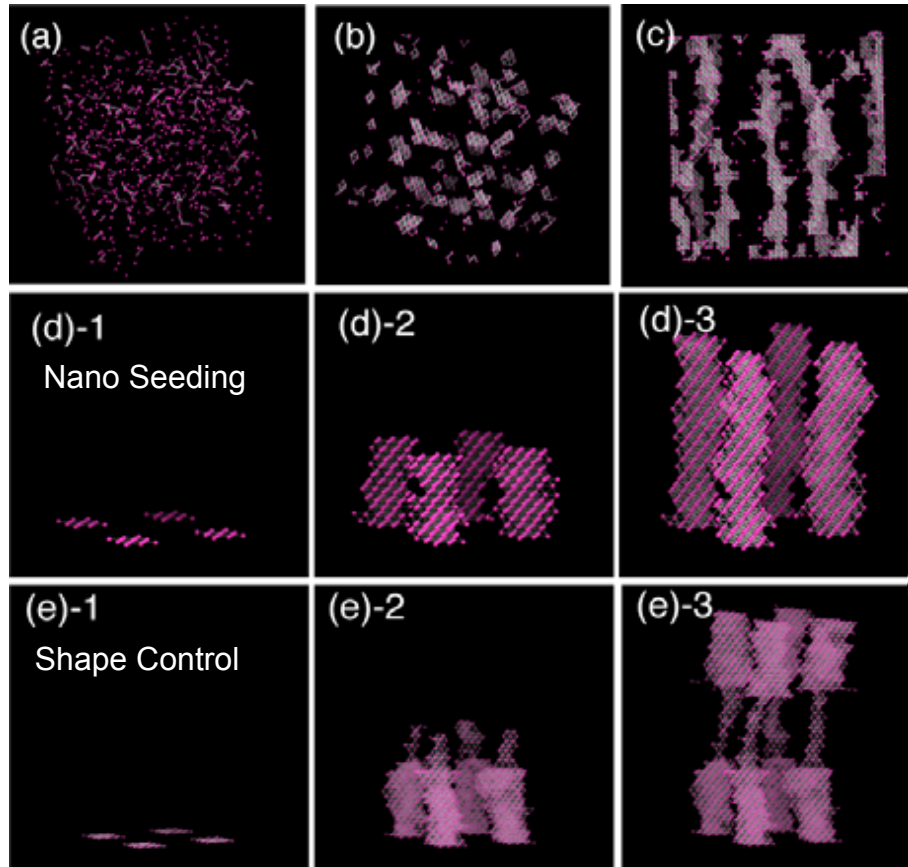 (a)
(b)
(c)
(d)-1
(d)-2
(d)-3
Nano Seeding
(e)-1
(e)-2
(e)-3
Shape Control